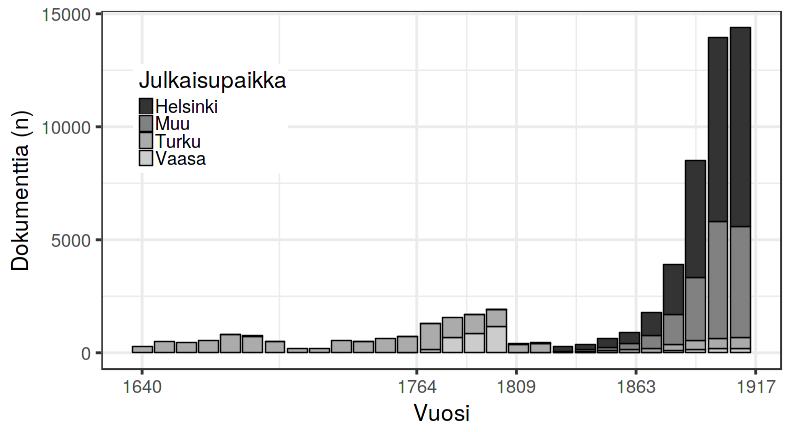 15000
10000
5000
0
Dokumenttia (n)
Julkaisupaikka
Helsinki
Muu
Turku
Vaasa
1640 1764 1809 1863 1917
Vuosi